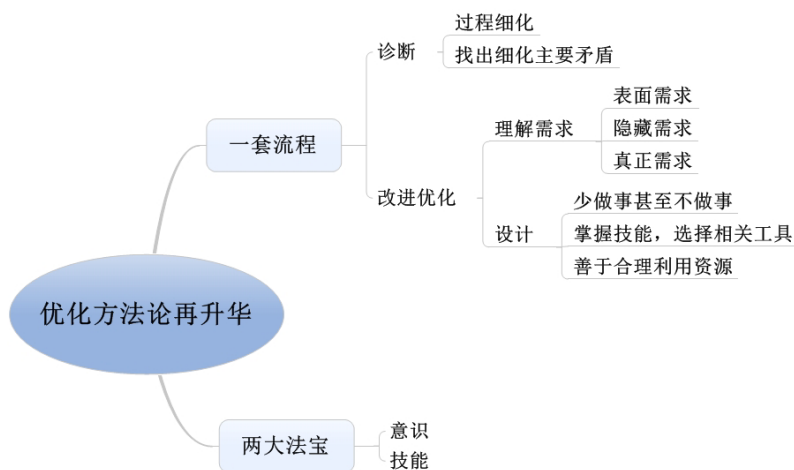 优化方法论再升华
一套流程
诊断
过程细化
找出细化主要矛盾
改进优化
理解需求
表面需求
隐藏需求
真正需求
设计
少做事甚至不做事
掌握技能，选择相关工具
善于合理利用资源
两大法宝
意识
技能